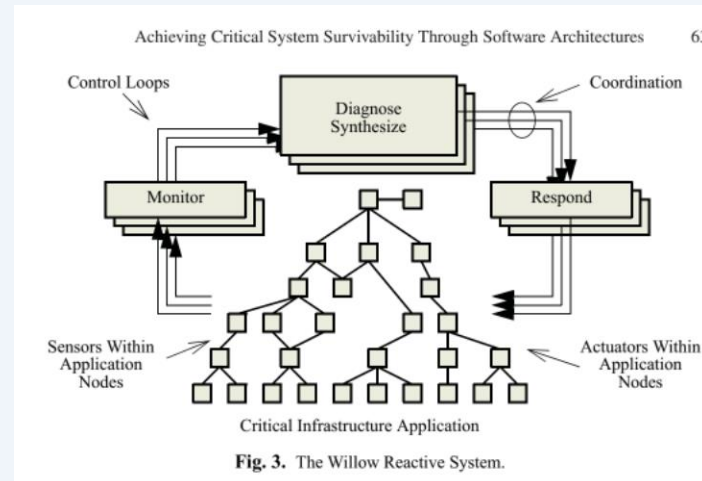 Achieving Critical System Survivability Through Software Architectures
Control Loops
Coordination
Diagnose
Synthesize
Monitor
Respond
Sensors Within
Application
Nodes
Actuators Within
Application
Nodes
Critical Infrastructure Application
Fig. 3. The Willow Reactive System.